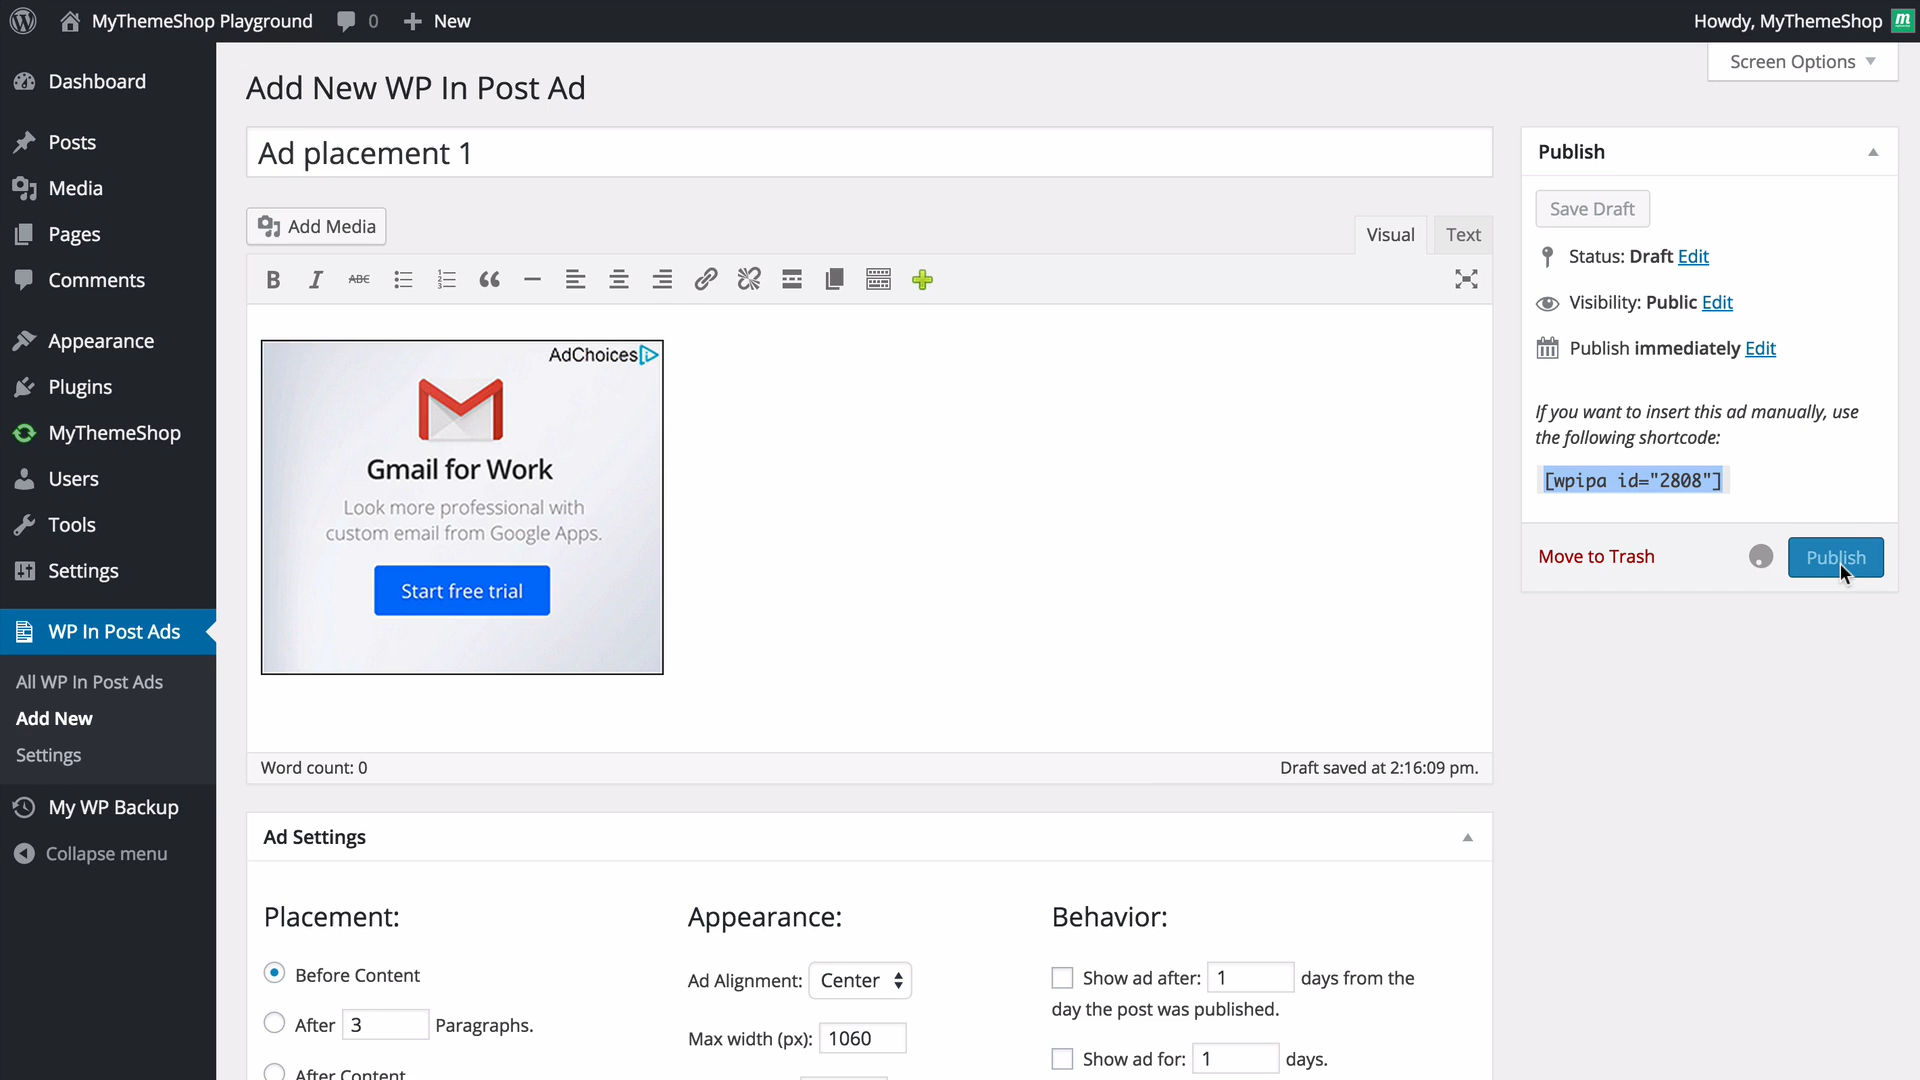 MyThemeShop Playground
0
New
Howdy, MyThemeShop
Screen Options
Dashboard
Posts
Media
Pages
Comments
Appearance
Plugins
MyThemeShop
Users
Tools
Settings
WP In Post Ads
All WP In Post Ads
Add New
Settings
My WP Backup
Collapse menu
Add New WP In Post Ad
Ad placement 1
Add Media
Visual
Text
B
I
ABC
AdChoices
Gmail for Work
Look more professional with
custom email from Google Apps.
Start free trial
Word count: 0
Draft saved at 2:16:09 pm.
Publish
Save Draft
Status: Draft Edit
Visibility: Public Edit
Publish immediately Edit
If you want to insert this ad manually, use
the following shortcode:
[wpipa id="2808"]
Move to Trash
Publish
Ad Settings
Placement:
Before Content
After 3 Paragraphs.
After Content
Appearance:
Ad Alignment: Center
Max width (px): 1060
Behavior:
Show ad after: 1 days from the
day the post was published.
Show ad for: 1 days.